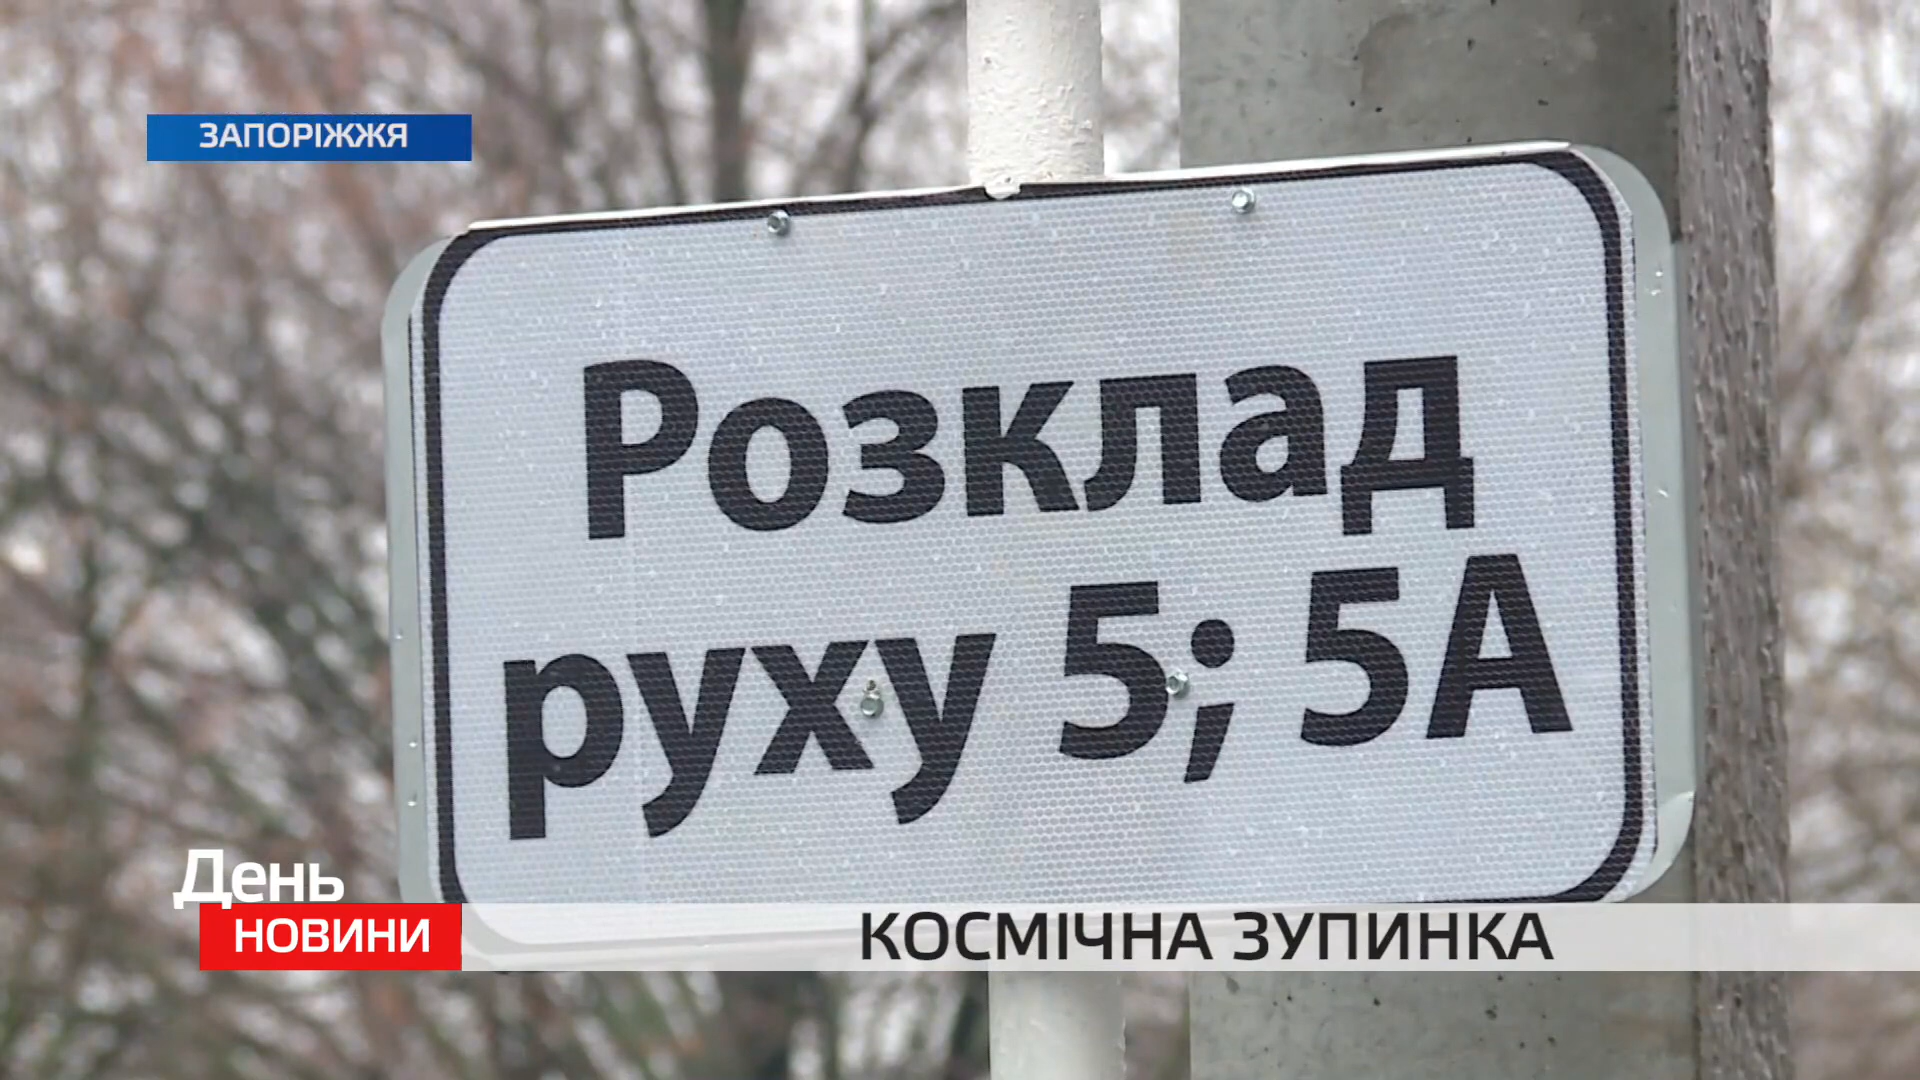 ЗАПОРІЖЖЯ
Розклад
руху 5; 5А
День
НОВИНИ
КОСМІЧНА ЗУПИНКА